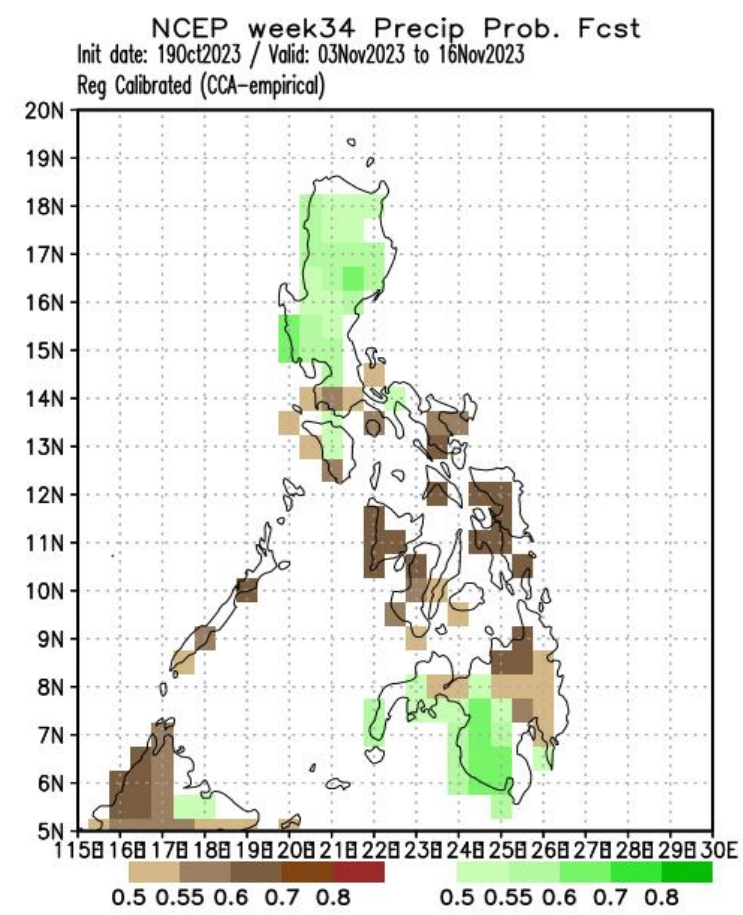 NCEP week34 Precip Prob. Fcst
Init date: 19Oct2023 / Valid: 03Nov2023 to 16Nov2023
Reg Calibrated (CCA-empirical)
20N
19N
18N
17N
16N
15N
14N
13N
12N
11N
10N
9N
8N
7N
6N
5N
115E 116E 117E 118E 119E 120E 121E 122E 123E 124E 125E 126E 127E 128E 129E 130E
0.5 0.55 0.6 0.7 0.8 0.5 0.55 0.6 0.7 0.8